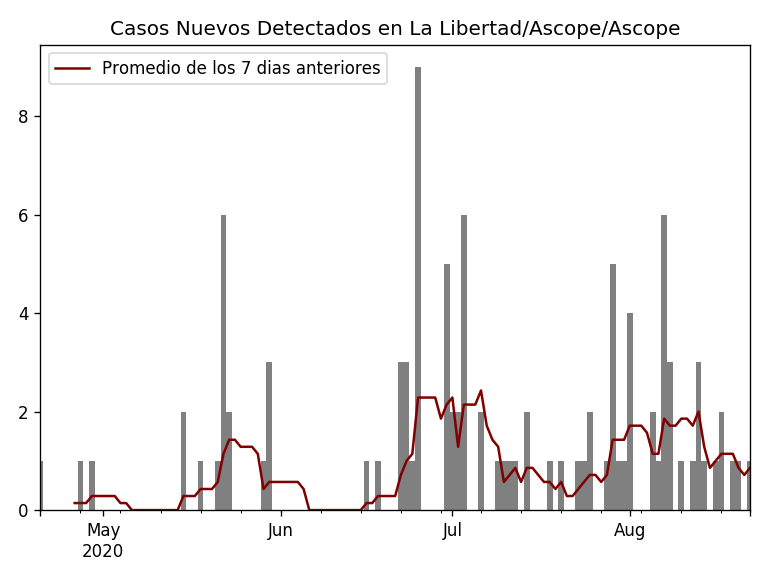 Casos Nuevos Detectados en La Libertad/Ascope/Ascope
Promedio de los 7 dias anteriores
8
6
4
2
0
May Jun Jul Aug
2020